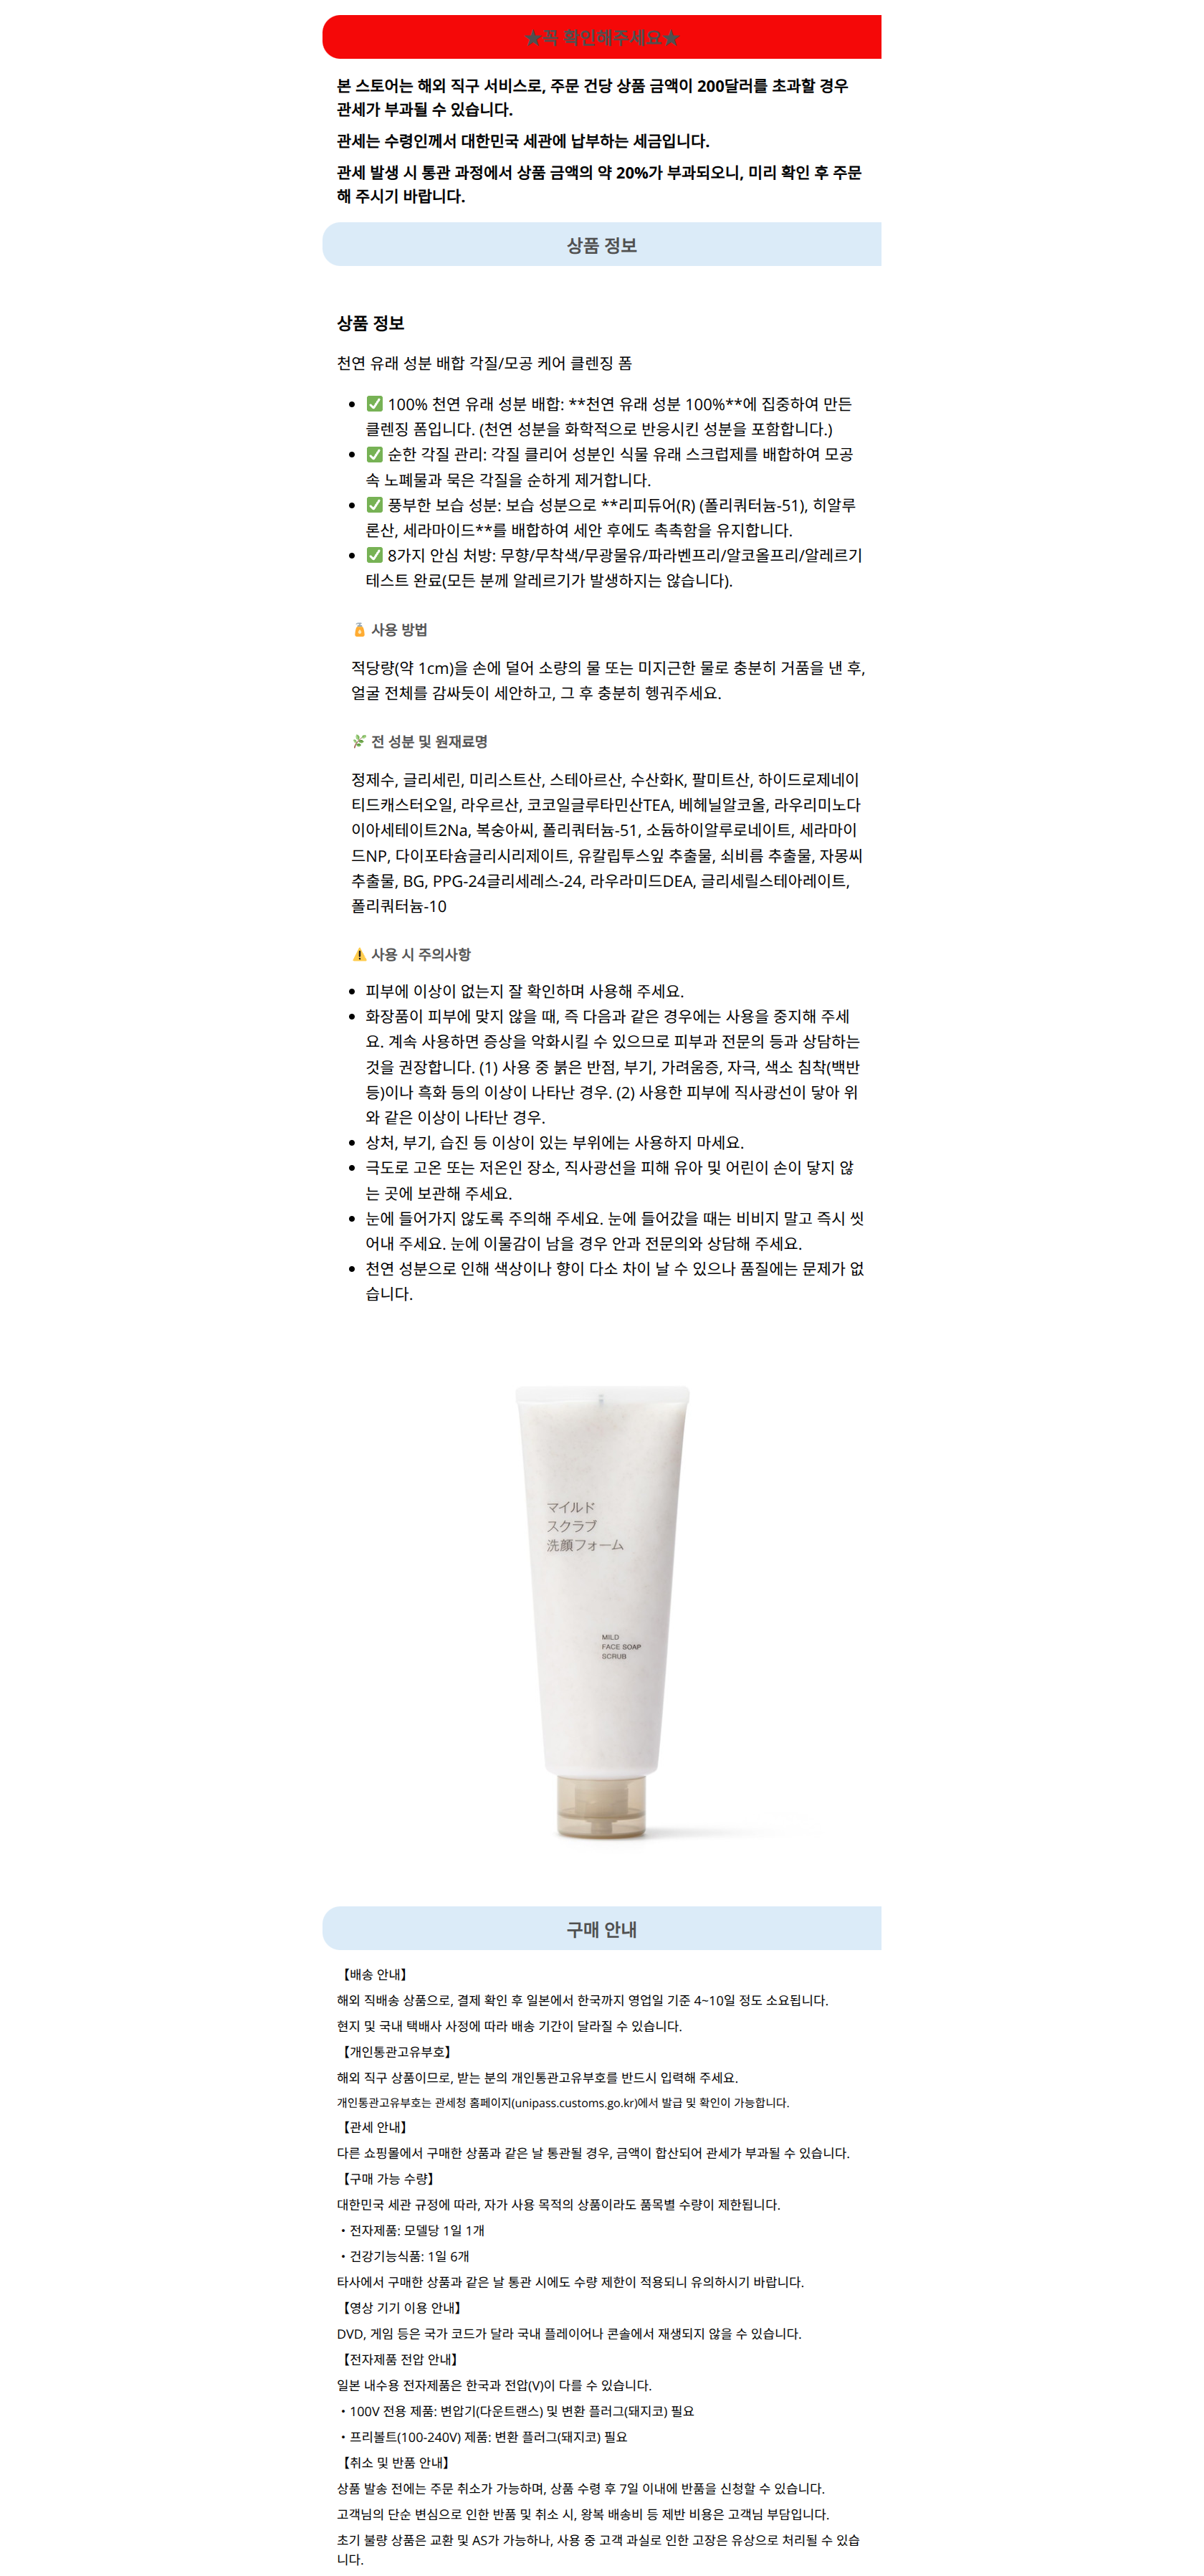 ★꼭 확인해주세요★
본 스토어는 해외 직구 서비스로, 주문 건당 상품 금액이 200달러를 초과할 경우
관세가 부과될 수 있습니다.
관세는 수령인께서 대한민국 세관에 납부하는 세금입니다.
관세 발생 시 통관 과정에서 상품 금액의 약 20%가 부과되오니, 미리 확인 후 주문
해 주시기 바랍니다.
상품 정보
상품 정보
천연 유래 성분 배합 각질/모공 케어 클렌징 폼
• ✅ 100% 천연 유래 성분 배합: **천연 유래 성분 100%**에 집중하여 만든
클렌징 폼입니다. (천연 성분을 화학적으로 반응시킨 성분을 포함합니다.)
• ✅ 순한 각질 관리: 각질 클리어 성분인 식물 유래 스크럽제를 배합하여 모공
속 노폐물과 묵은 각질을 순하게 제거합니다.
• ✅ 풍부한 보습 성분: 보습 성분으로 **리피듀어(R) (폴리쿼터늄-51), 히알루
론산, 세라마이드**를 배합하여 세안 후에도 촉촉함을 유지합니다.
• ✅ 8가지 안심 처방: 무향/무착색/무광물유/파라벤프리/알코올프리/알레르기
테스트 완료(모든 분께 알레르기가 발생하지는 않습니다).
🧴 사용 방법
적당량(약 1cm)을 손에 덜어 소량의 물 또는 미지근한 물로 충분히 거품을 낸 후,
얼굴 전체를 감싸듯이 세안하고, 그 후 충분히 헹궈주세요.
🌿 전 성분 및 원재료명
정제수, 글리세린, 미리스트산, 스테아르산, 수산화K, 팔미트산, 하이드로제네이
티드캐스터오일, 라우르산, 코코일글루타민산TEA, 베헤닐알코올, 라우리미노다
이아세테이트2Na, 복숭아씨, 폴리쿼터늄-51, 소듐하이알루로네이트, 세라마이
드NP, 다이포타슘글리시리제이트, 유칼립투스잎 추출물, 쇠비름 추출물, 자몽씨
추출물, BG, PPG-24글리세레스-24, 라우라미드DEA, 글리세릴스테아레이트,
폴리쿼터늄-10
⚠️ 사용 시 주의사항
• 피부에 이상이 없는지 잘 확인하며 사용해 주세요.
• 화장품이 피부에 맞지 않을 때, 즉 다음과 같은 경우에는 사용을 중지해 주세
요. 계속 사용하면 증상을 악화시킬 수 있으므로 피부과 전문의 등과 상담하는
것을 권장합니다. (1) 사용 중 붉은 반점, 부기, 가려움증, 자극, 색소 침착(백반
등)이나 흑화 등의 이상이 나타난 경우. (2) 사용한 피부에 직사광선이 닿아 위
와 같은 이상이 나타난 경우.
• 상처, 부기, 습진 등 이상이 있는 부위에는 사용하지 마세요.
• 극도로 고온 또는 저온인 장소, 직사광선을 피해 유아 및 어린이 손이 닿지 않
는 곳에 보관해 주세요.
• 눈에 들어가지 않도록 주의해 주세요. 눈에 들어갔을 때는 비비지 말고 즉시 씻
어내 주세요. 눈에 이물감이 남을 경우 안과 전문의와 상담해 주세요.
• 천연 성분으로 인해 색상이나 향이 다소 차이 날 수 있으나 품질에는 문제가 없
습니다.
マイルド
スクラブ
洗顔フォーム
MILD
FACE SOAP
SCRUB
구매 안내
【배송 안내】
해외 직배송 상품으로, 결제 확인 후 일본에서 한국까지 영업일 기준 4~10일 정도 소요됩니다.
현지 및 국내 택배사 사정에 따라 배송 기간이 달라질 수 있습니다.
【개인통관고유부호】
해외 직구 상품이므로, 받는 분의 개인통관고유부호를 반드시 입력해 주세요.
개인통관고유부호는 관세청 홈페이지(unipass.customs.go.kr)에서 발급 및 확인이 가능합니다.
【관세 안내】
다른 쇼핑몰에서 구매한 상품과 같은 날 통관될 경우, 금액이 합산되어 관세가 부과될 수 있습니다.
【구매 가능 수량】
대한민국 세관 규정에 따라, 자가 사용 목적의 상품이라도 품목별 수량이 제한됩니다.
・전자제품: 모델당 1일 1개
・건강기능식품: 1일 6개
타사에서 구매한 상품과 같은 날 통관 시에도 수량 제한이 적용되니 유의하시기 바랍니다.
【영상 기기 이용 안내】
DVD, 게임 등은 국가 코드가 달라 국내 플레이어나 콘솔에서 재생되지 않을 수 있습니다.
【전자제품 전압 안내】
일본 내수용 전자제품은 한국과 전압(V)이 다를 수 있습니다.
・100V 전용 제품: 변압기(다운트랜스) 및 변환 플러그(돼지코) 필요
・프리볼트(100-240V) 제품: 변환 플러그(돼지코) 필요
【취소 및 반품 안내】
상품 발송 전에는 주문 취소가 가능하며, 상품 수령 후 7일 이내에 반품을 신청할 수 있습니다.
고객님의 단순 변심으로 인한 반품 및 취소 시, 왕복 배송비 등 제반 비용은 고객님 부담입니다.
초기 불량 상품은 교환 및 AS가 가능하나, 사용 중 고객 과실로 인한 고장은 유상으로 처리될 수 있습
니다.